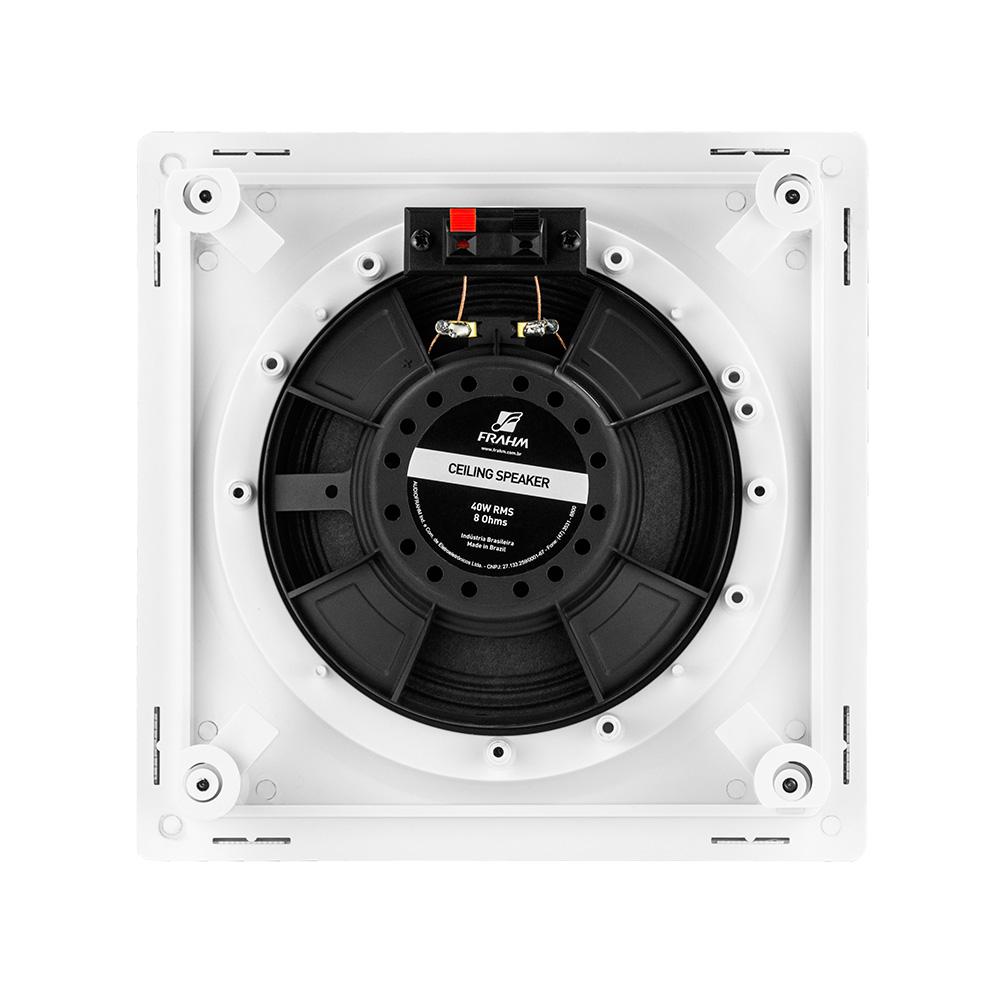 FRAHM
www.frahm.com.br
CEILING SPEAKER
40W RMS
8 Ohms
Indústria Brasileira
Made in Brazil
AUDIOFRAHM Ind. e Com. de Eletroeletrônicos Ltda. - CNPJ: 27.133.259/0001-67 - Fone: (47) 3531 - 8800